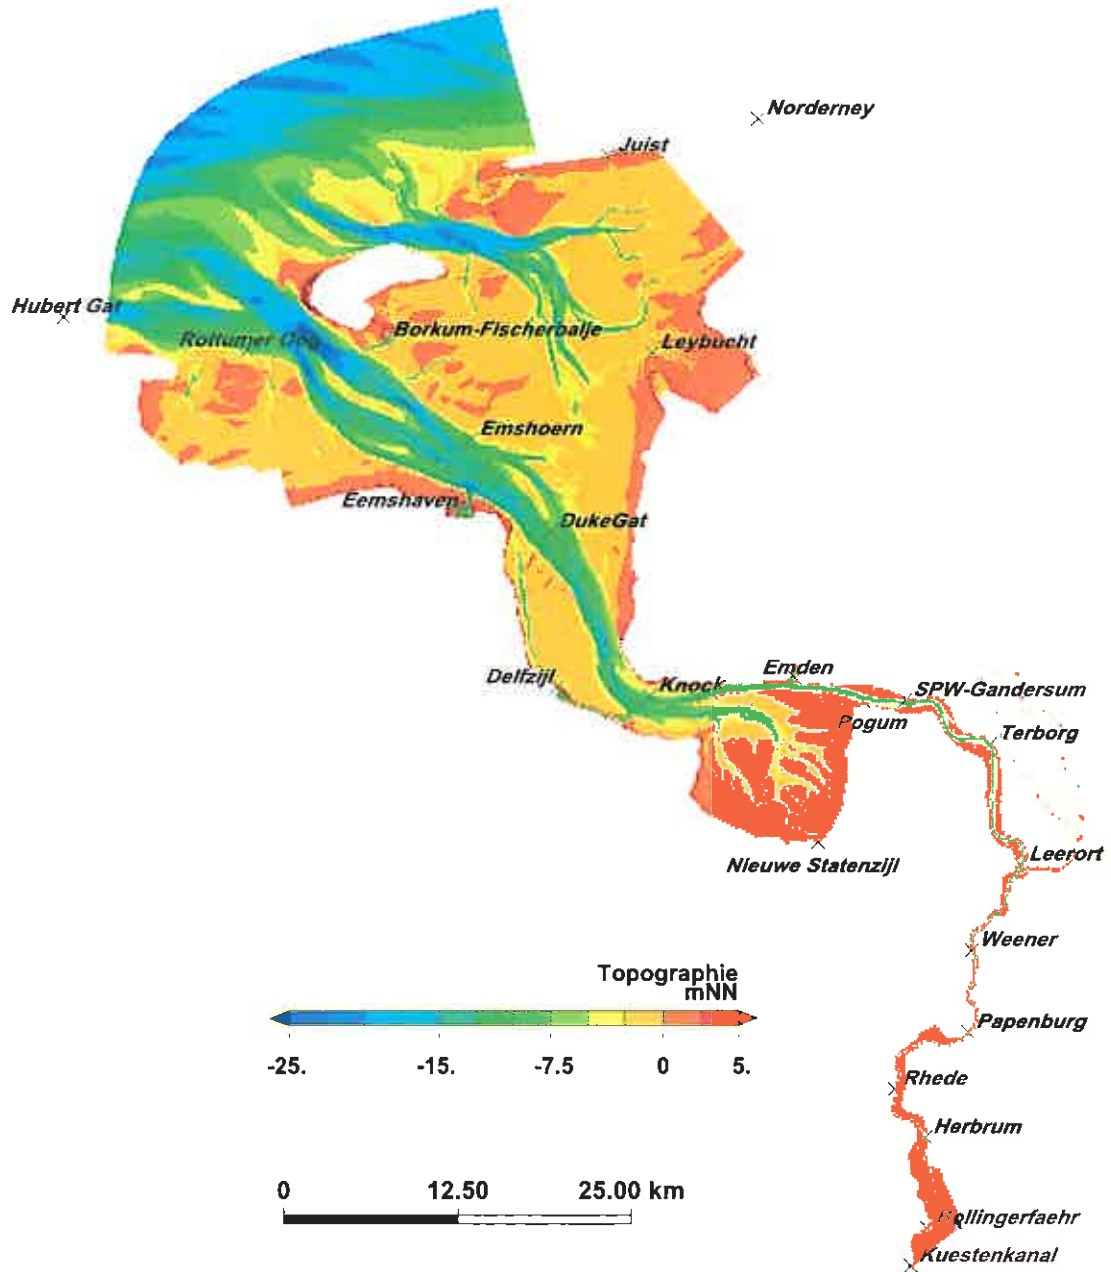 Norderney
Juist
Hubert Gat
Borkum-Fischerbalje
Leybucht
Emshoern
Eemshaven
DukeGat
Delfzijl
Knock
Emden
SPW-Gandersum
Pogum
Terborg
Nieuwe Statenzijl
Leerort
Weener
Topographie
mNN
Papenburg
-25. -15. -7.5 0 5.
Rhede
Herbrum
0 12.50 25.00 km
Bollingerfaehr
Kuestenkanal